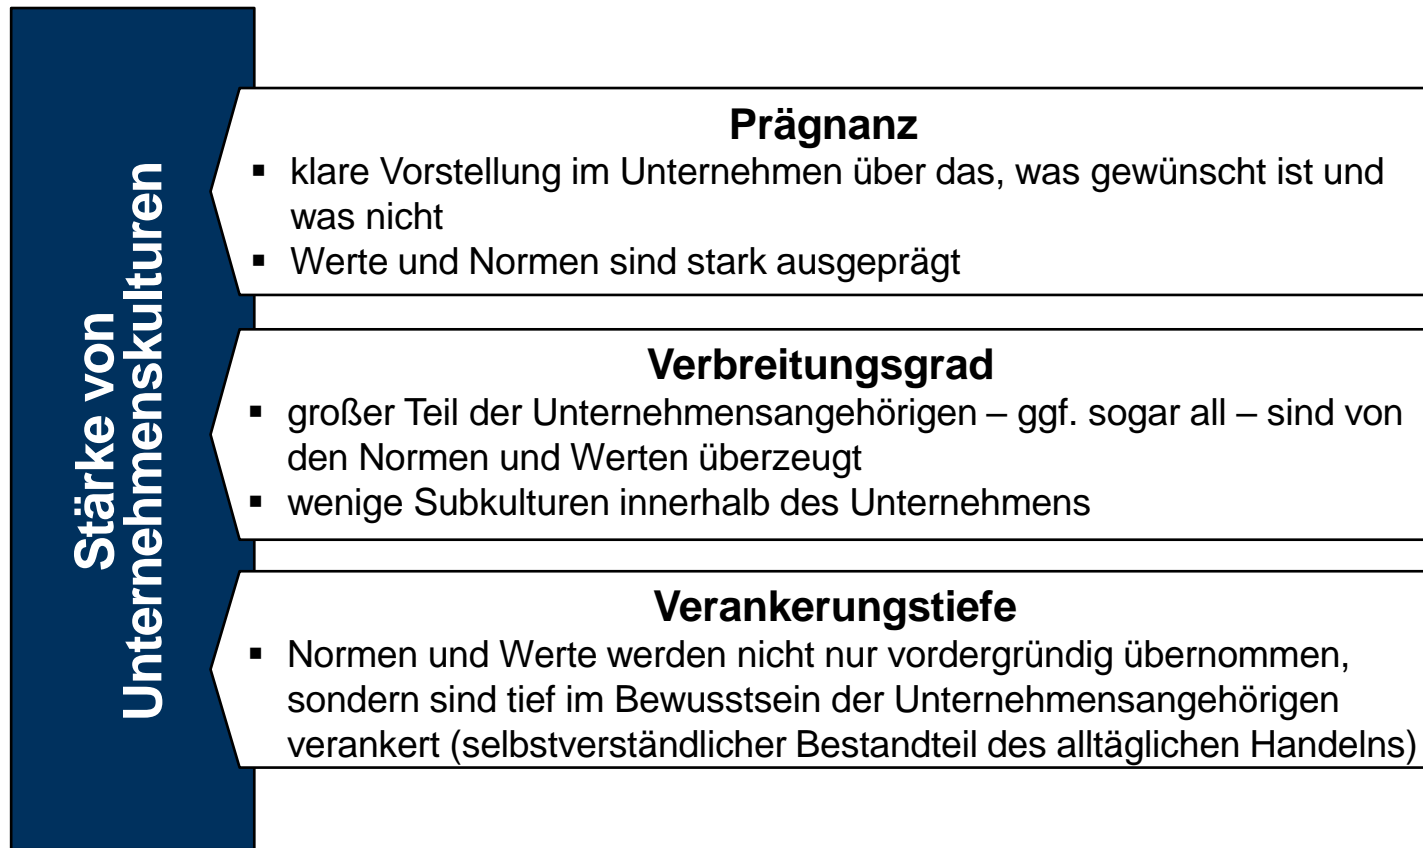 Stärke von
Unternehmenskulturen
Prägnanz
▪ klare Vorstellung im Unternehmen über das, was gewünscht ist und
was nicht
▪ Werte und Normen sind stark ausgeprägt
Verbreitungsgrad
▪ großer Teil der Unternehmensangehörigen – ggf. sogar all – sind von
den Normen und Werten überzeugt
▪ wenige Subkulturen innerhalb des Unternehmens
Verankerungstiefe
▪ Normen und Werte werden nicht nur vordergründig übernommen,
sondern sind tief im Bewusstsein der Unternehmensangehörigen
verankert (selbstverständlicher Bestandteil des alltäglichen Handelns)